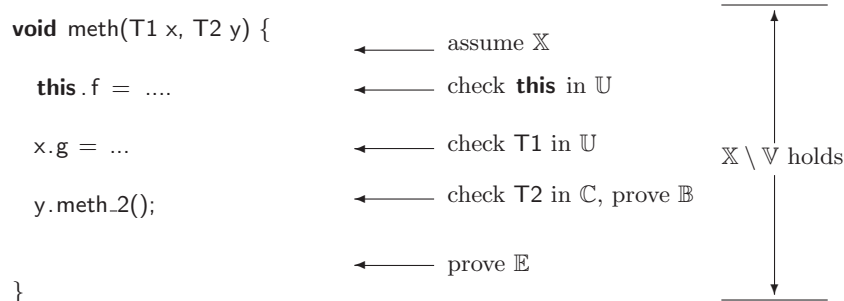 void meth(T1 x, T2 y) {
assume 𝕏
this.f = ....
check this in 𝕌
x.g = ...
check T1 in 𝕌
𝕏 \ 𝕍 holds
y.meth_2();
check T2 in ℂ, prove 𝔹
prove 𝔼
}